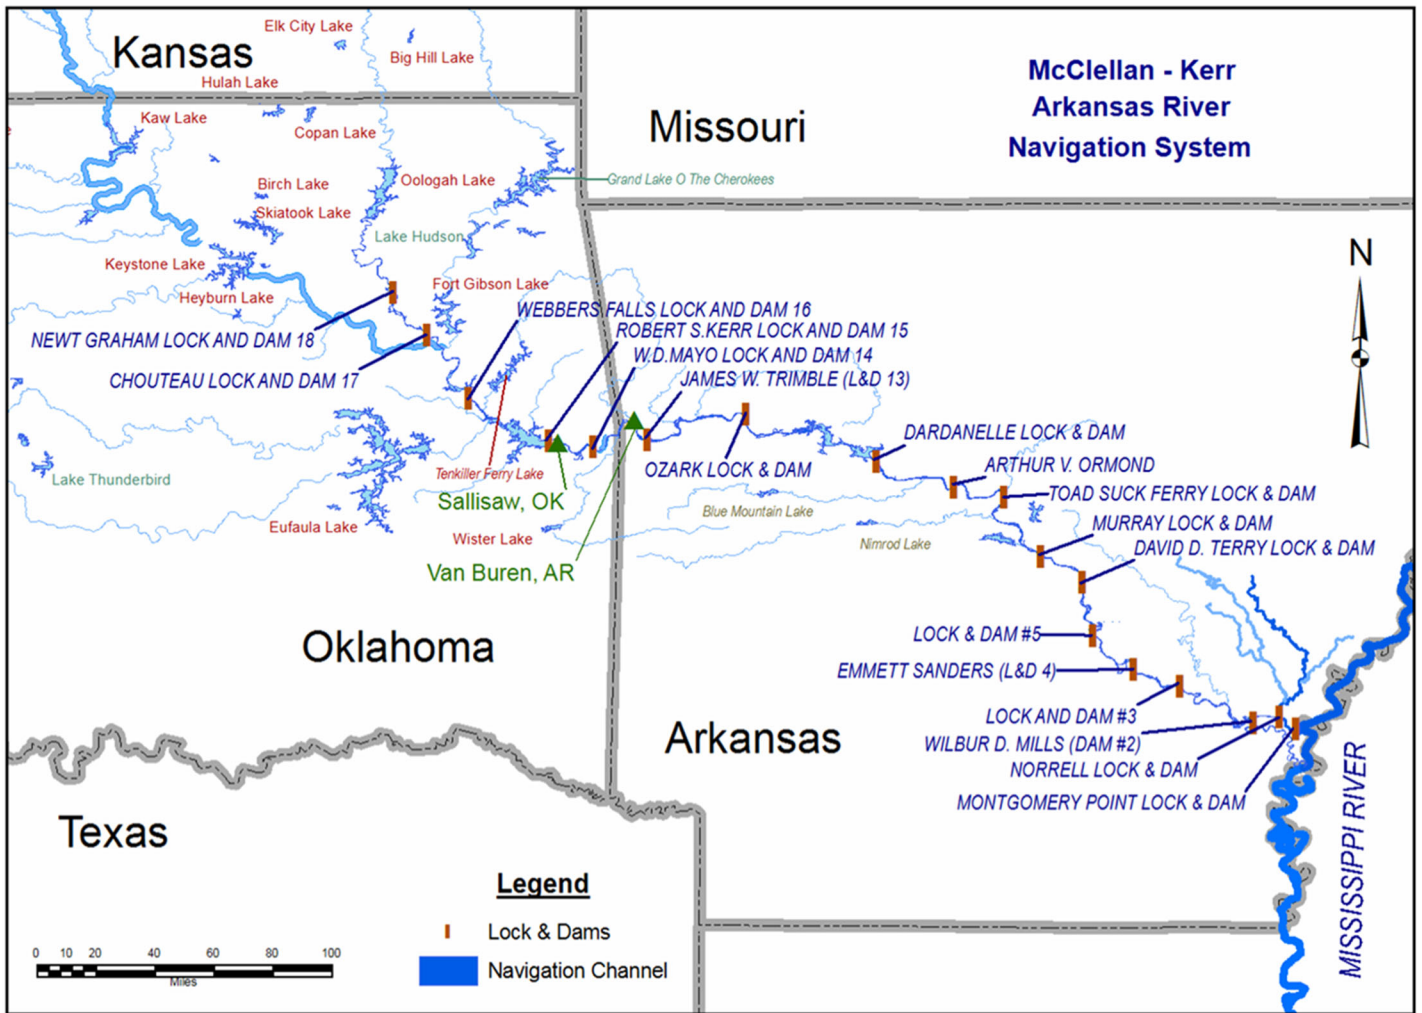 Elk City Lake
Kansas
Big Hill Lake
Hulah Lake
McClellan - Kerr
Arkansas River
Navigation System
Kaw Lake
Copan Lake
Missouri
Birch Lake
Oologah Lake
Grand Lake O The Cherokees
Skiatook Lake
Lake Hudson
Keystone Lake
N
Heyburn Lake
Fort Gibson Lake
WEBBERS FALLS LOCK AND DAM 16
ROBERT S.KERR LOCK AND DAM 15
NEWT GRAHAM LOCK AND DAM 18
W.D.MAYO LOCK AND DAM 14
CHOUTEAU LOCK AND DAM 17
JAMES W. TRIMBLE (L&D 13)
DARDANELLE LOCK & DAM
OZARK LOCK & DAM
ARTHUR V. ORMOND
Tenkiller Ferry Lake
Lake Thunderbird
TOAD SUCK FERRY LOCK & DAM
Sallisaw, OK
Blue Mountain Lake
Eufaula Lake
MURRAY LOCK & DAM
Wister Lake
Nimrod Lake
DAVID D. TERRY LOCK & DAM
Van Buren, AR
LOCK & DAM #5
Oklahoma
EMMETT SANDERS (L&D 4)
LOCK AND DAM #3
Arkansas
WILBUR D. MILLS (DAM #2)
NORRELL LOCK & DAM
MONTGOMERY POINT LOCK & DAM
MISSISSIPPI RIVER
Texas
Legend
Lock & Dams
Navigation Channel
0 10 20 40 60 80 100
Miles